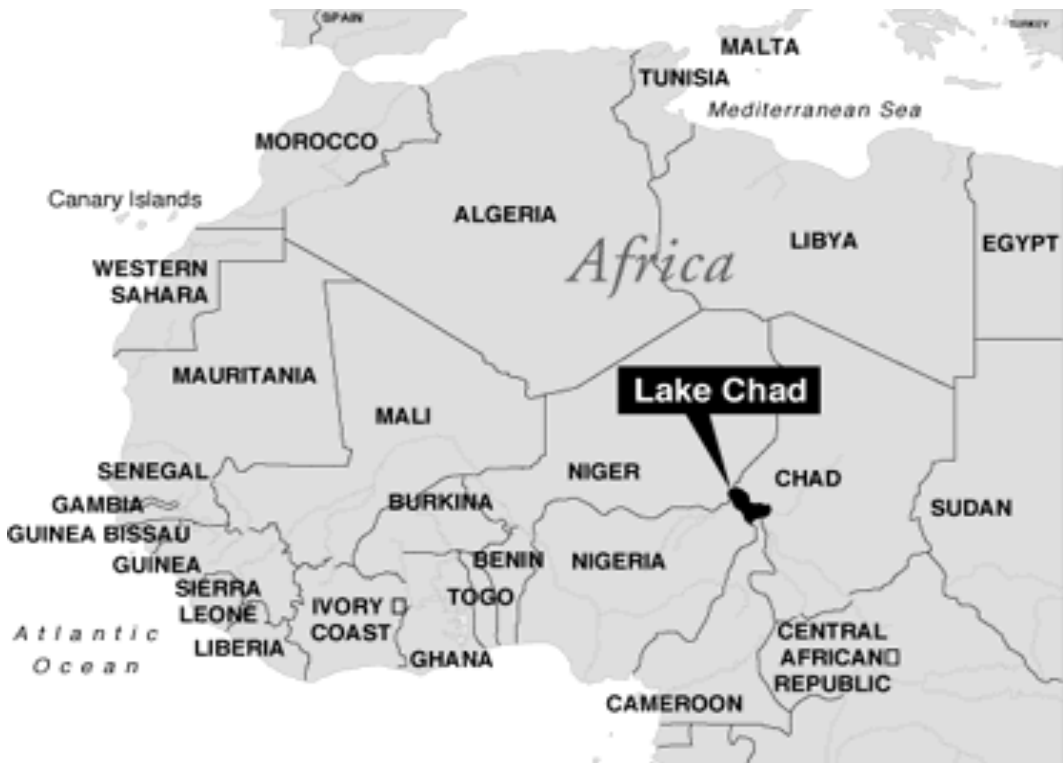 SPAIN
TURKEY
MALTA
TUNISIA
Mediterranean Sea
MOROCCO
Canary Islands
ALGERIA
LIBYA
EGYPT
Africa
WESTERN
SAHARA
MAURITANIA
Lake Chad
MALI
SENEGAL
NIGER
CHAD
GAMBIA
BURKINA
SUDAN
GUINEA BISSAU
GUINEA
BENIN
NIGERIA
SIERRA
LEONE
IVORY
COAST
TOGO
Atlantic
Ocean
LIBERIA
GHANA
CENTRAL
AFRICAN
REPUBLIC
CAMEROON